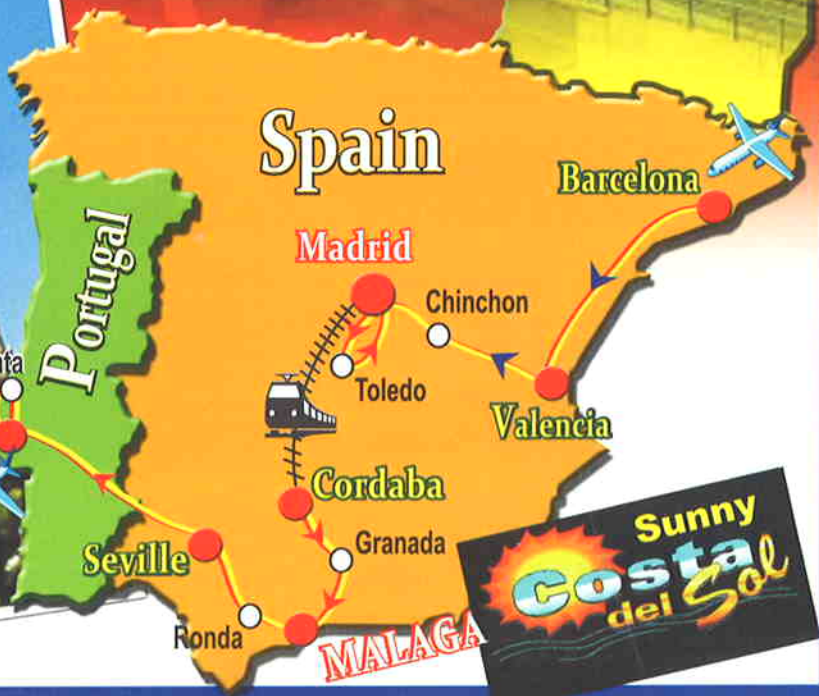 Spain
Barcelona
Portugal
Madrid
Chinchon
Toledo
Valencia
Cordaba
Granada
Seville
Ronda
MALAGA
Sunny
Costa
del Sol